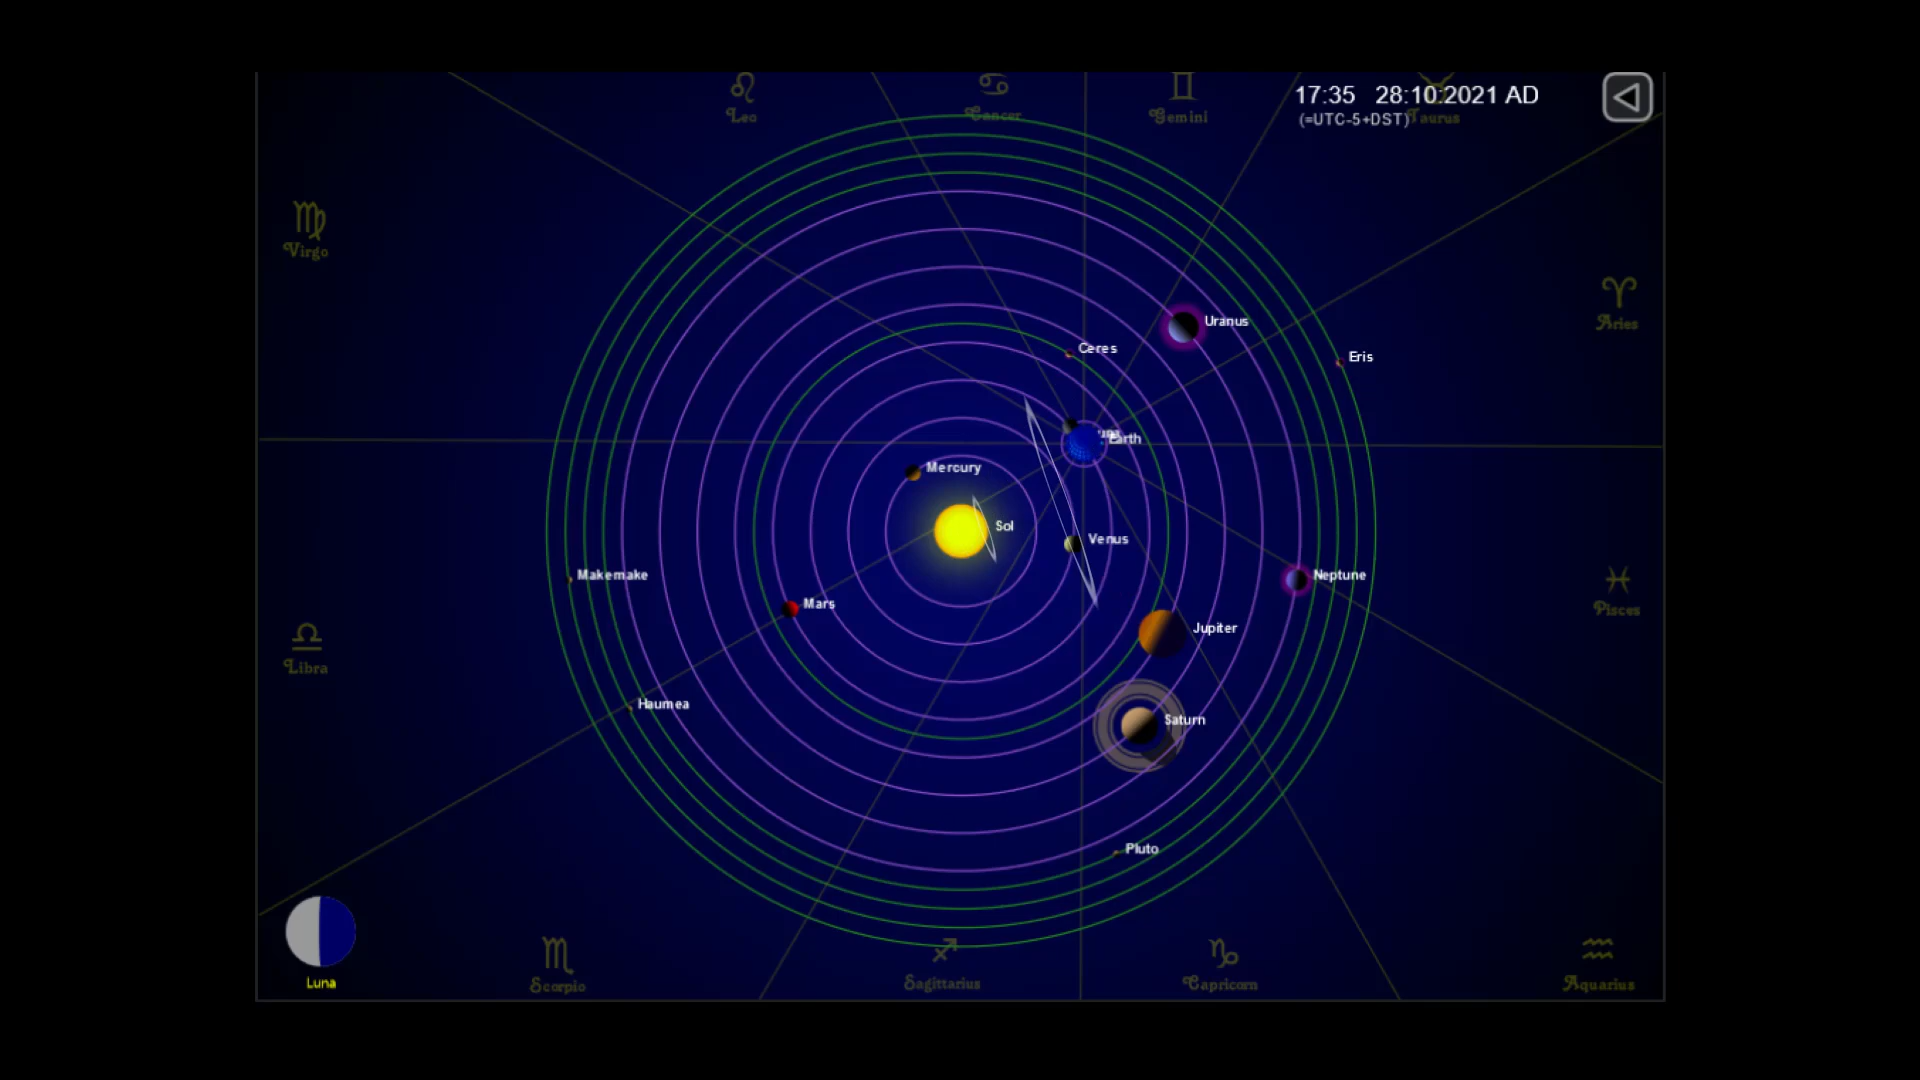 Leo
Cancer
Gemini
17:35 28:10:2021 AD
(=UTC-5+DST)
Taurus
Virgo
Aries
Uranus
Ceres
Eris
Earth
Mercury
Sol
Venus
Makemake
Neptune
Pisces
Mars
Jupiter
Libra
Haumea
Saturn
Pluto
Luna
Scorpio
Sagittarius
Capricorn
Aquarius